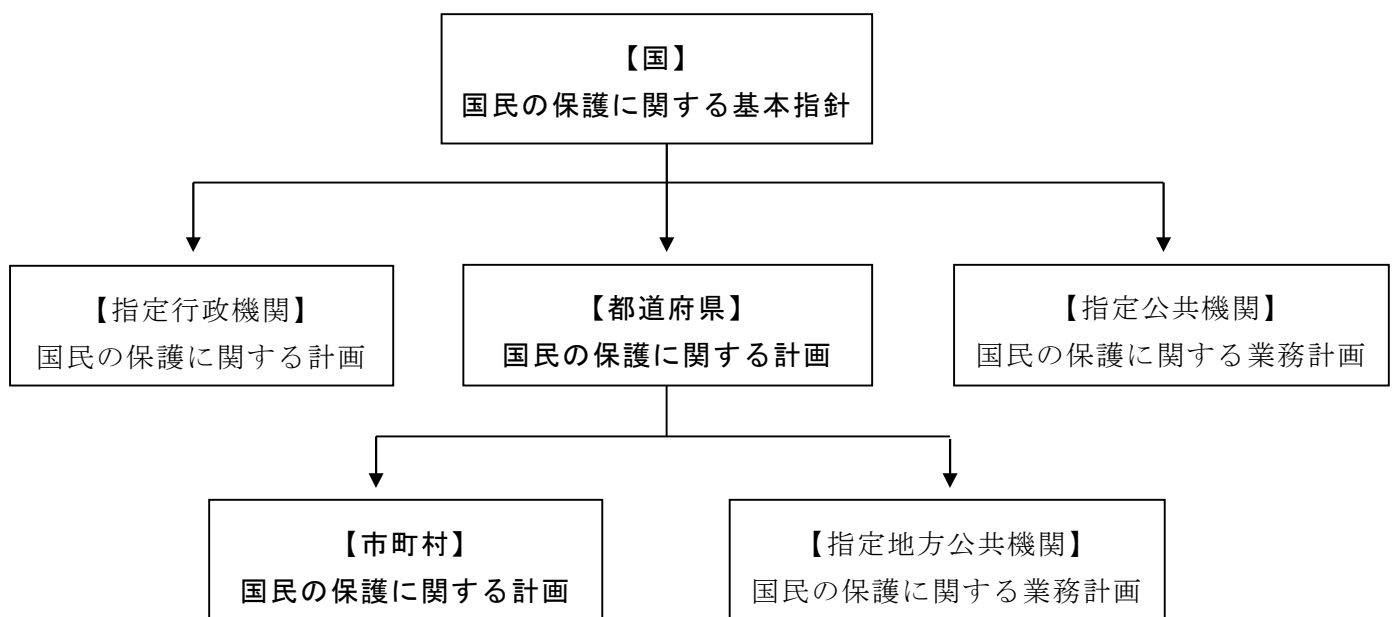 【国】
国民の保護に関する基本指針
【指定行政機関】
国民の保護に関する計画
【都道府県】
国民の保護に関する計画
【指定公共機関】
国民の保護に関する業務計画
【市町村】
国民の保護に関する計画
【指定地方公共機関】
国民の保護に関する業務計画